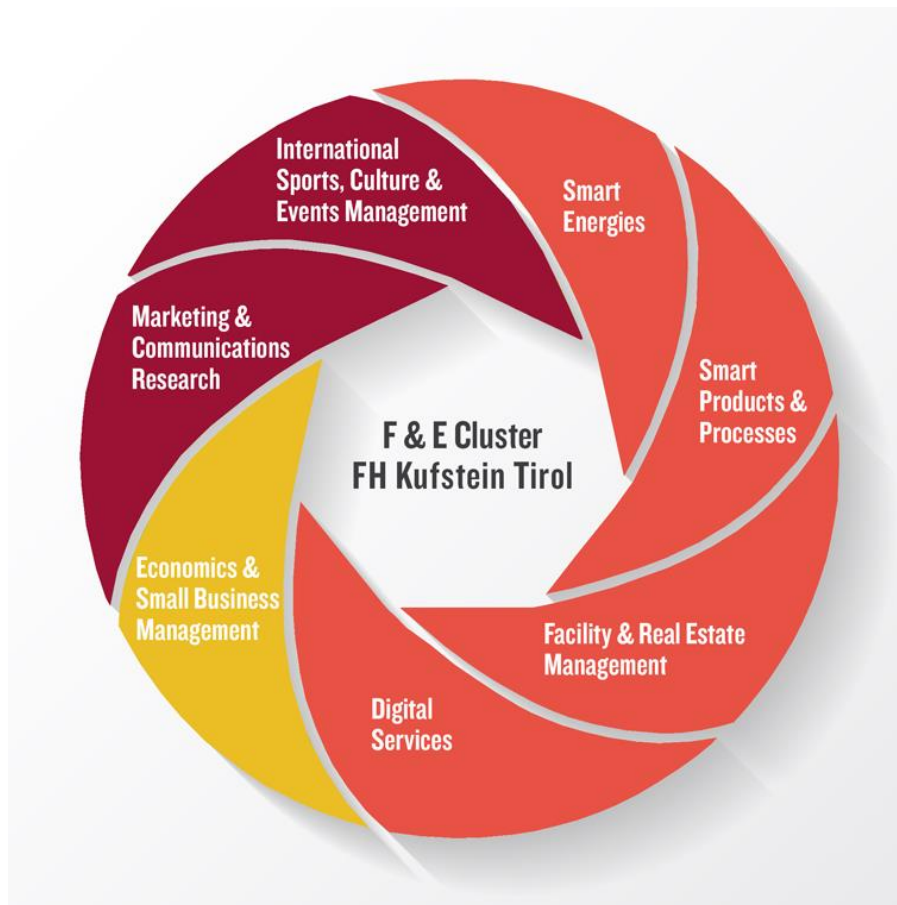 International
Sports, Culture &
Events Management
Smart
Energies
Smart
Products &
Processes
Facility & Real Estate
Management
Digital
Services
Economics &
Small Business
Management
Marketing &
Communications
Research
F & E Cluster
FH Kufstein Tirol